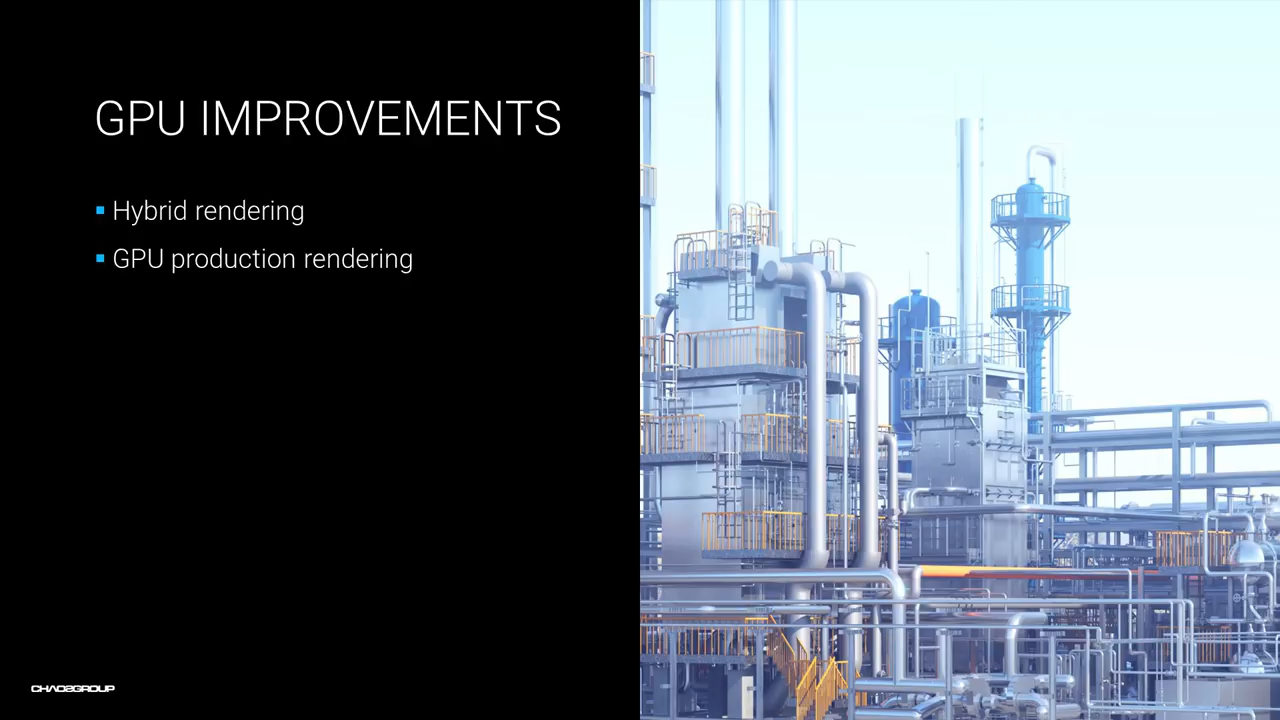 GPU IMPROVEMENTS
Hybrid rendering
GPU production rendering
CHAOSGROUP